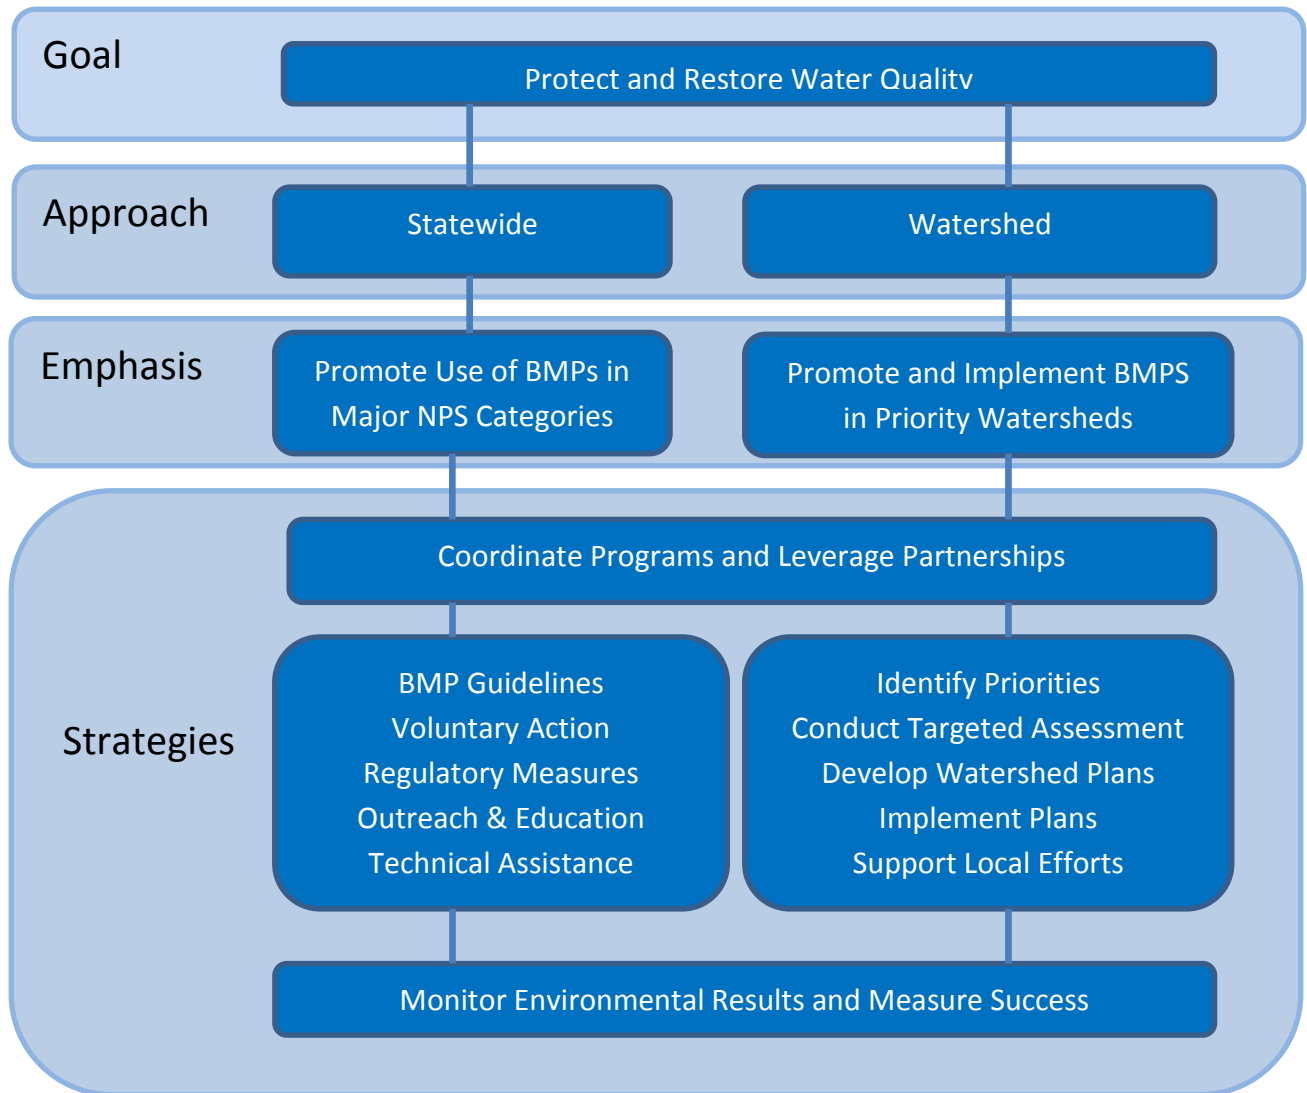 Goal
Protect and Restore Water Quality
Approach
Statewide
Watershed
Emphasis
Promote Use of BMPs in
Major NPS Categories
Promote and Implement BMPS
in Priority Watersheds
Strategies
Coordinate Programs and Leverage Partnerships
BMP Guidelines
Voluntary Action
Regulatory Measures
Outreach & Education
Technical Assistance
Identify Priorities
Conduct Targeted Assessment
Develop Watershed Plans
Implement Plans
Support Local Efforts
Monitor Environmental Results and Measure Success